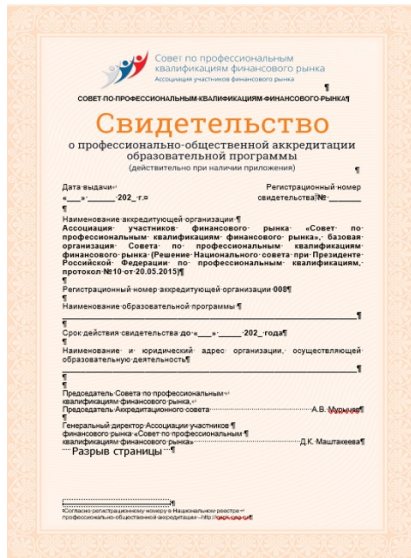 Совет по профессиональным
квалификациям финансового рынка
Ассоциация участников финансового рынка
¶
СОВЕТ·ПО·ПРОФЕССИОНАЛЬНЫМ·КВАЛИФИКАЦИЯМ·ФИНАНСОВОГО·РЫНКА¶
Свидетельство
о профессионально-общественной аккредитации
образовательной программы
(действительно при наличии приложения) ¶
Дата выдачи Регистрационный номер
«___» ______ 202_ г. свидетельства №_______
¶
Наименование аккредитующей организации ¶
Ассоциация участников финансового рынка «Совет по
профессиональным квалификациям финансового рынка», базовая
организация Совета по профессиональным квалификациям
финансового рынка (Решение Национального совета при Президенте
Российской Федерации по профессиональным квалификациям,
протокол №10 от 20.05.2015)¶
Регистрационный номер аккредитующей организации 008¶
¶
Наименование образовательной программы ¶
¶
Срок действия свидетельства до «___» ______ 202_ года¶
¶
Наименование и юридический адрес организации, осуществляющей
образовательную деятельность¶
¶
¶
Председатель Совета по профессиональным
квалификациям финансового рынка,
Председатель Аккредитационного совета А.В. Мурычев¶
¶
Генеральный директор Ассоциации участников
финансового рынка «Совет по профессиональным
квалификациям финансового рынка» Д.К. Маштакеева¶
Разрыв страницы ¶
Согласно регистрационному номеру в Национальном реестре
профессионально-общественной аккредитации